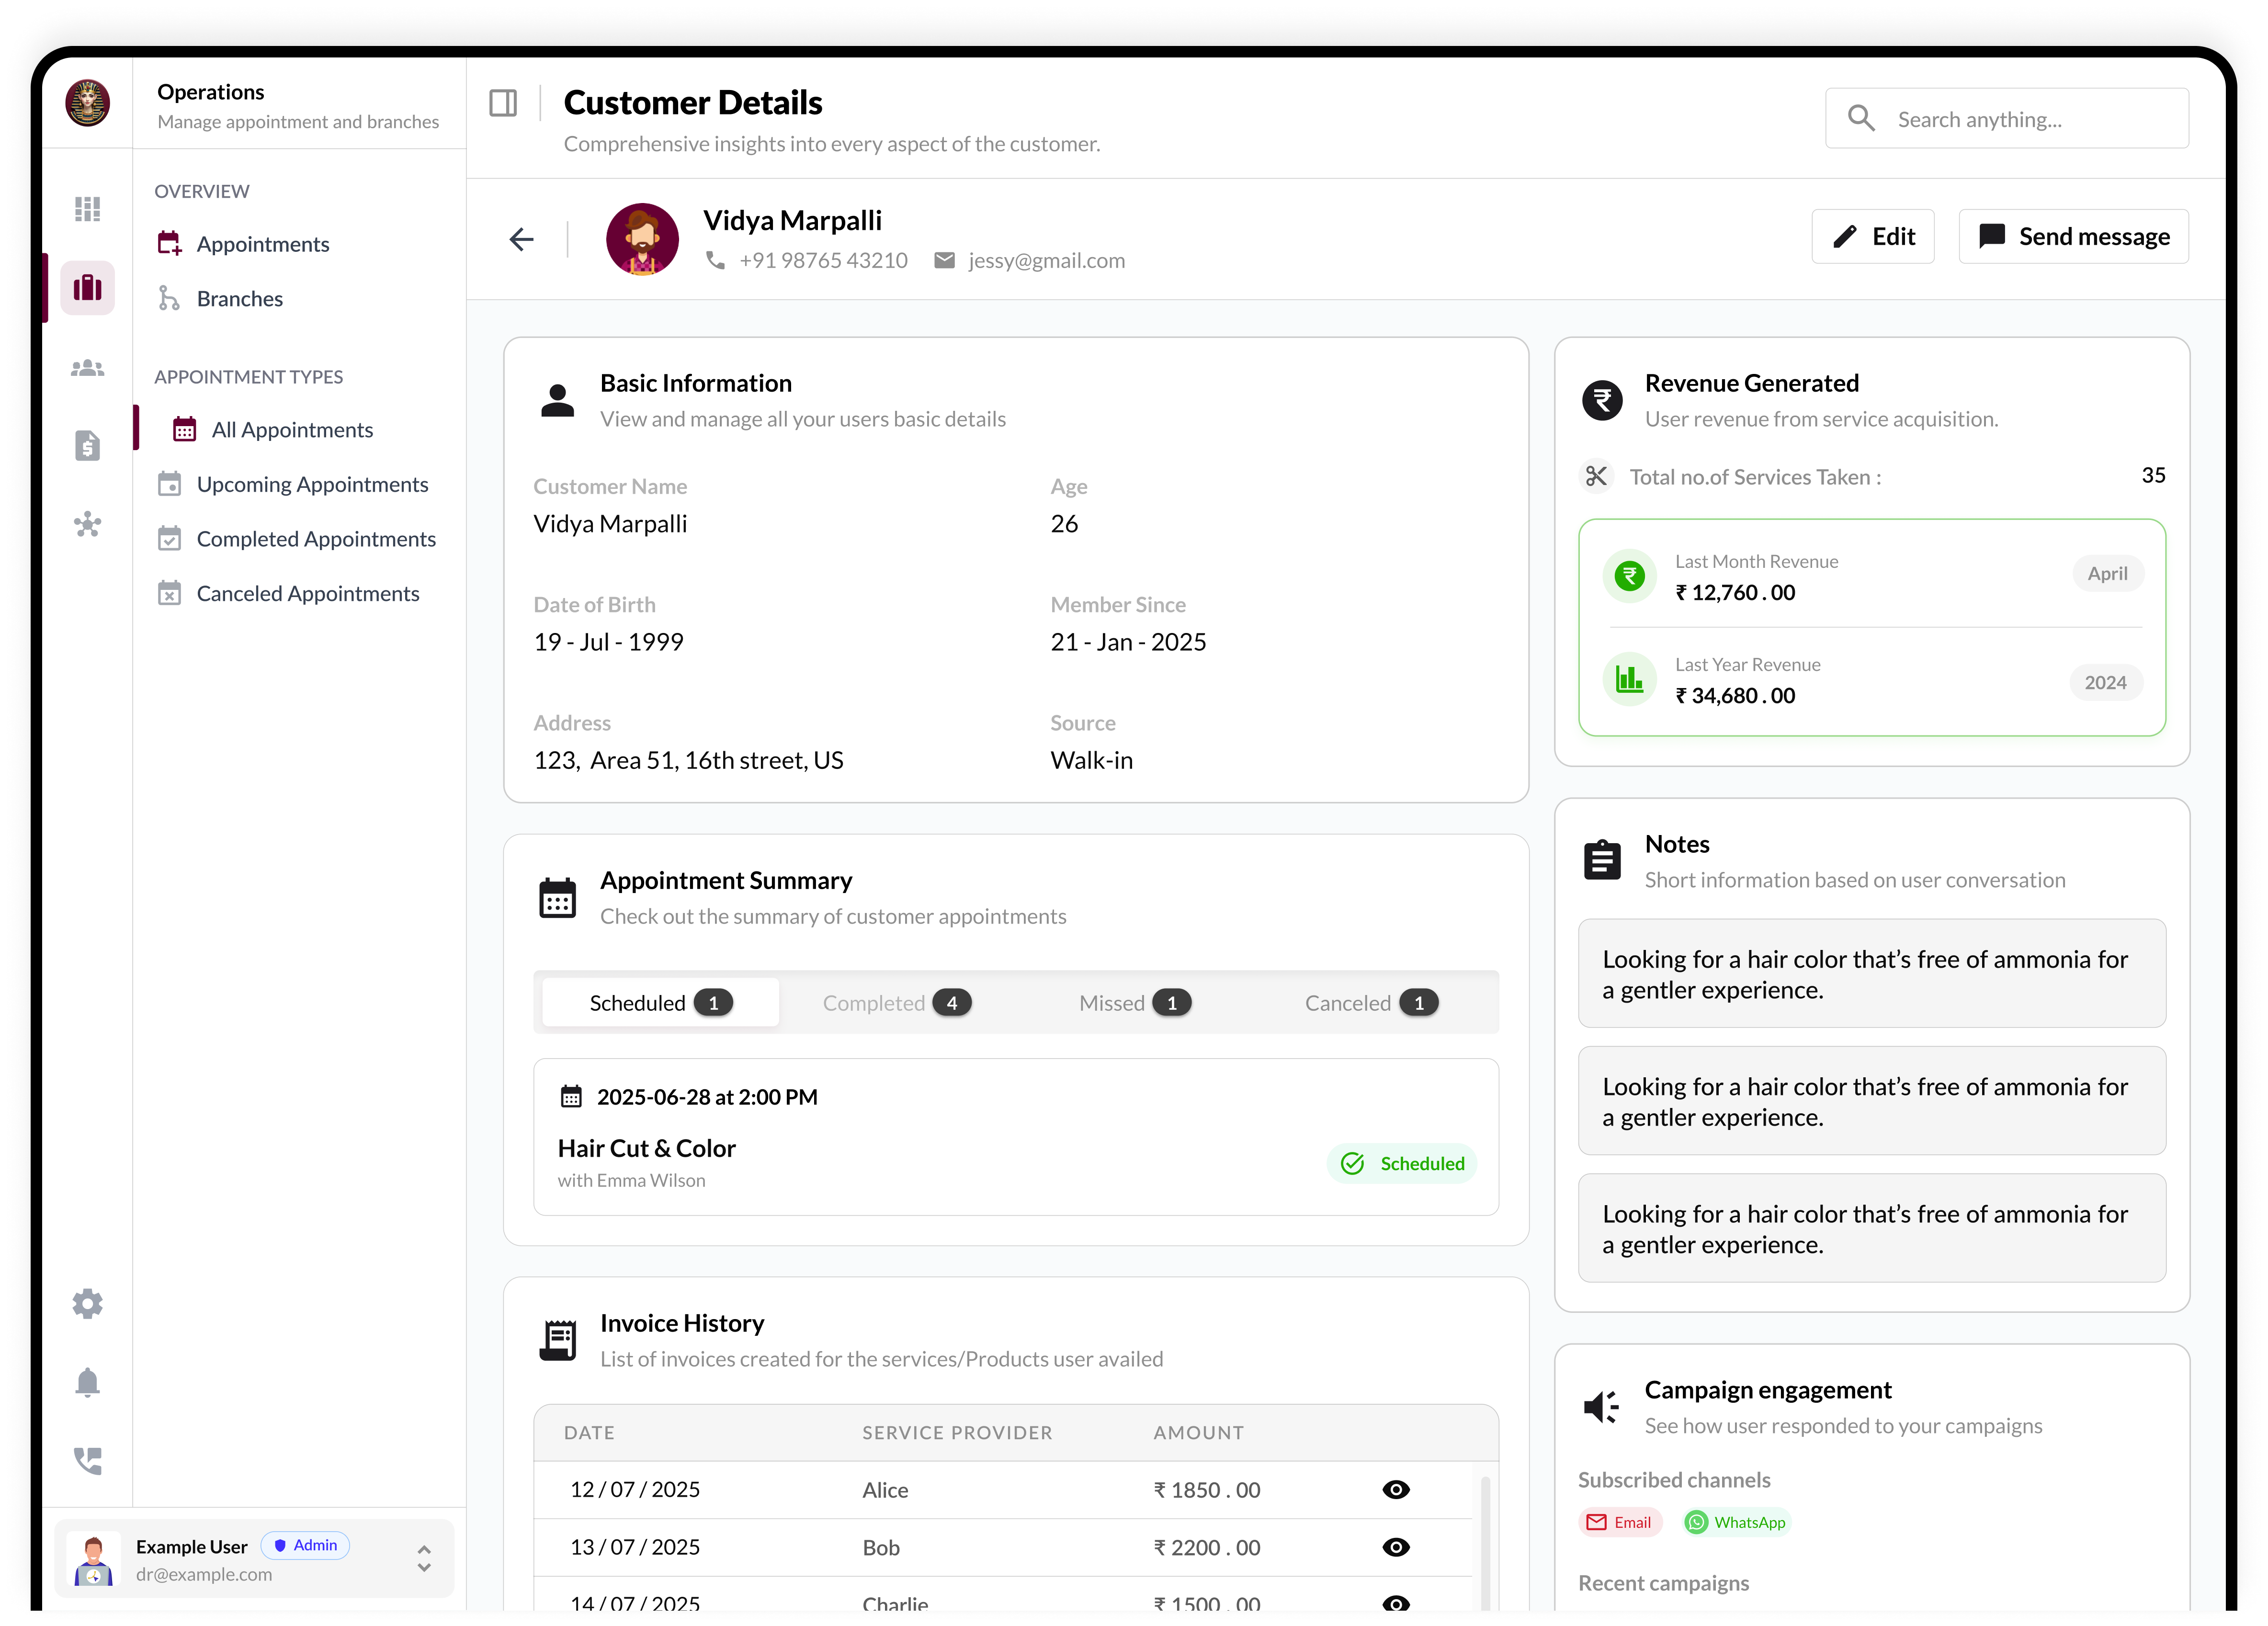 Operations
Manage appointment and branches
OVERVIEW
Appointments
Branches
APPOINTMENT TYPES
All Appointments
Upcoming Appointments
Completed Appointments
Canceled Appointments
Example User
Admin
dr@example.com
Customer Details
Comprehensive insights into every aspect of the customer.
Search anything...
Vidya Marpalli
+91 98765 43210
jessy@gmail.com
Edit
Send message
Basic Information
View and manage all your users basic details
Customer Name
Vidya Marpalli
Age
26
Date of Birth
19 - Jul - 1999
Member Since
21 - Jan - 2025
Address
123, Area 51, 16th street, US
Source
Walk-in
Appointment Summary
Check out the summary of customer appointments
Scheduled 1
Completed 4
Missed 1
Canceled 1
2025-06-28 at 2:00 PM
Hair Cut & Color
with Emma Wilson
Scheduled
Invoice History
List of invoices created for the services/Products user availed
DATE SERVICE PROVIDER AMOUNT
12 / 07 / 2025 Alice ₹ 1850 . 00
13 / 07 / 2025 Bob ₹ 2200 . 00
14 / 07 / 2025 Charlie ₹ 1500 . 00
Revenue Generated
User revenue from service acquisition.
Total no.of Services Taken : 35
Last Month Revenue
₹ 12,760 . 00
April
Last Year Revenue
₹ 34,680 . 00
2024
Notes
Short information based on user conversation
Looking for a hair color that’s free of ammonia for
a gentler experience.
Looking for a hair color that’s free of ammonia for
a gentler experience.
Looking for a hair color that’s free of ammonia for
a gentler experience.
Campaign engagement
See how user responded to your campaigns
Subscribed channels
Email
WhatsApp
Recent campaigns